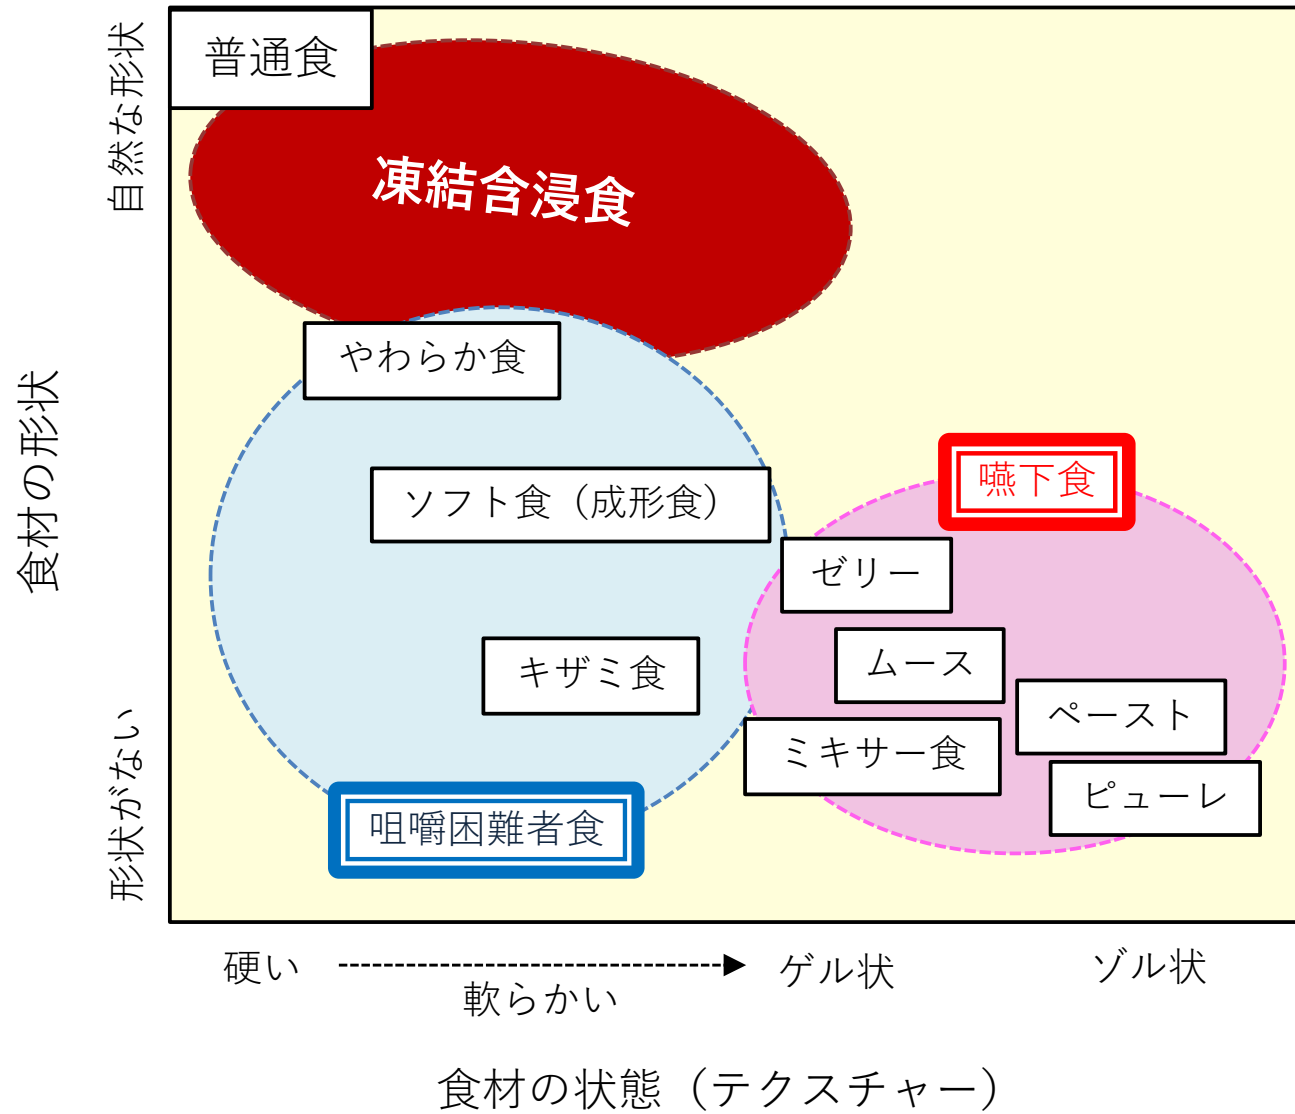 普通食
自然な形状
凍結含浸食
やわらか食
食材の形状
嚥下食
ソフト食（成形食）
ゼリー
キザミ食
ムース
ペースト
ミキサー食
ピューレ
形状がない
咀嚼困難者食
硬い
軟らかい
ゲル状
ゾル状
食材の状態（テクスチャー）